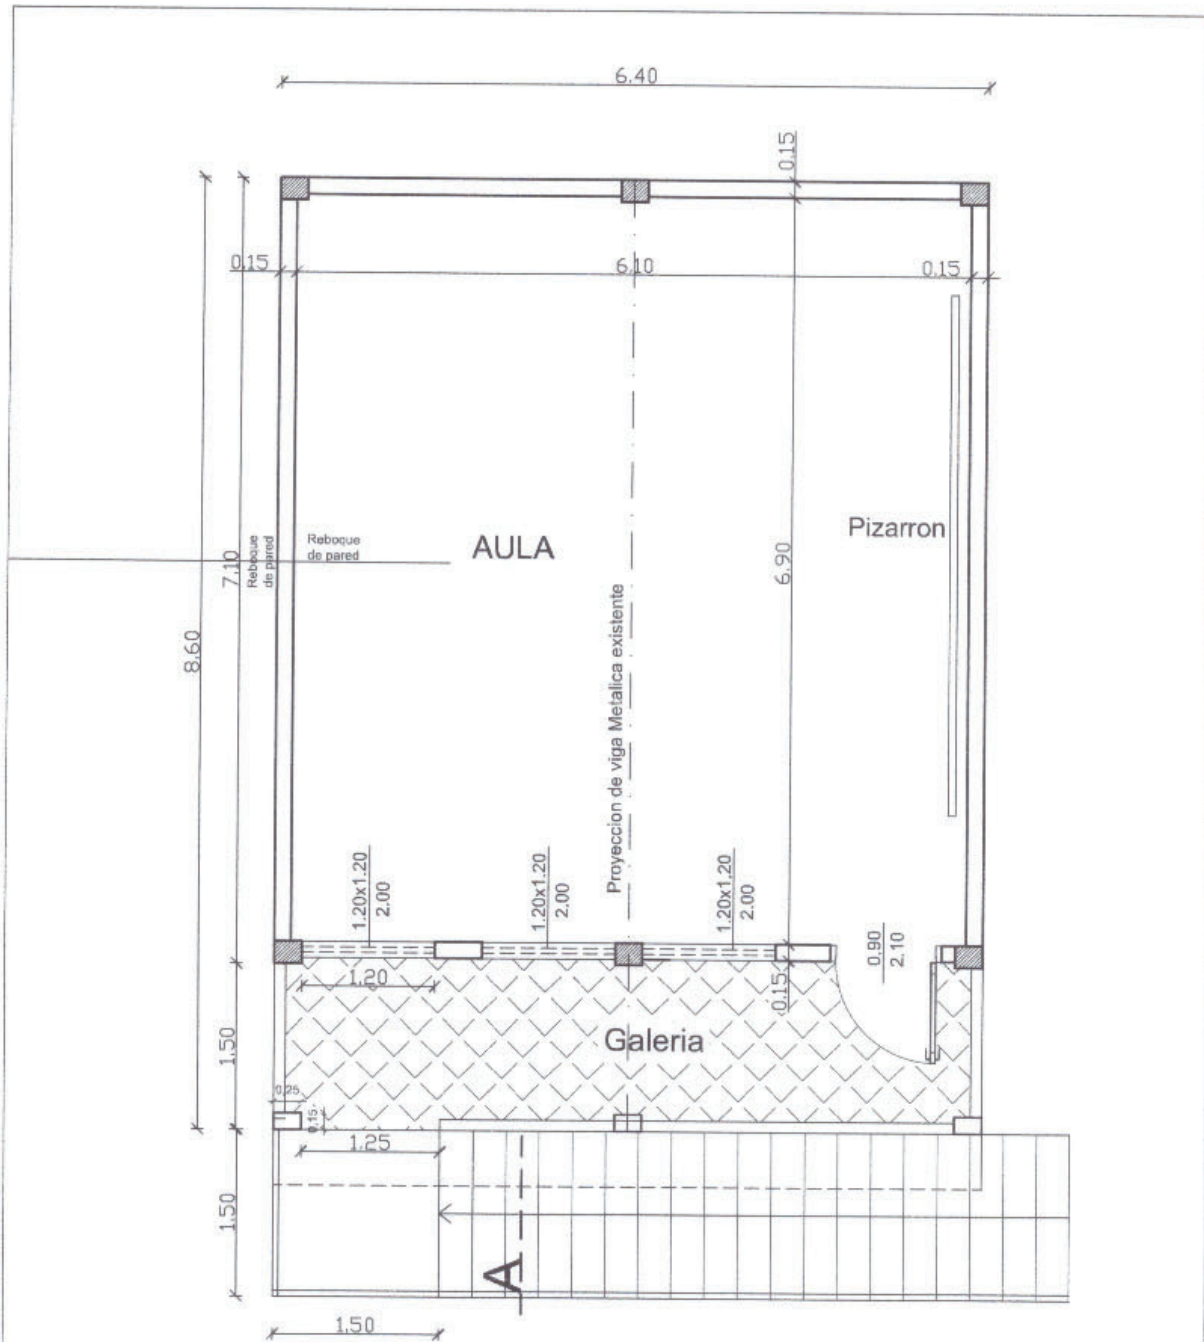 6.40
0.15
0.15
6.10
0.15
Pizarron
Reboque
de pared
Reboque
de pared
AULA
7.10
6.90
8.60
Proyeccion de viga Metalica existente
1.20x1.20
2.00
1.20x1.20
2.00
1.20x1.20
2.00
0.90
2.10
1.20
0.15
Galeria
1.50
0.25
0.15
1.25
1.50
A
1.50